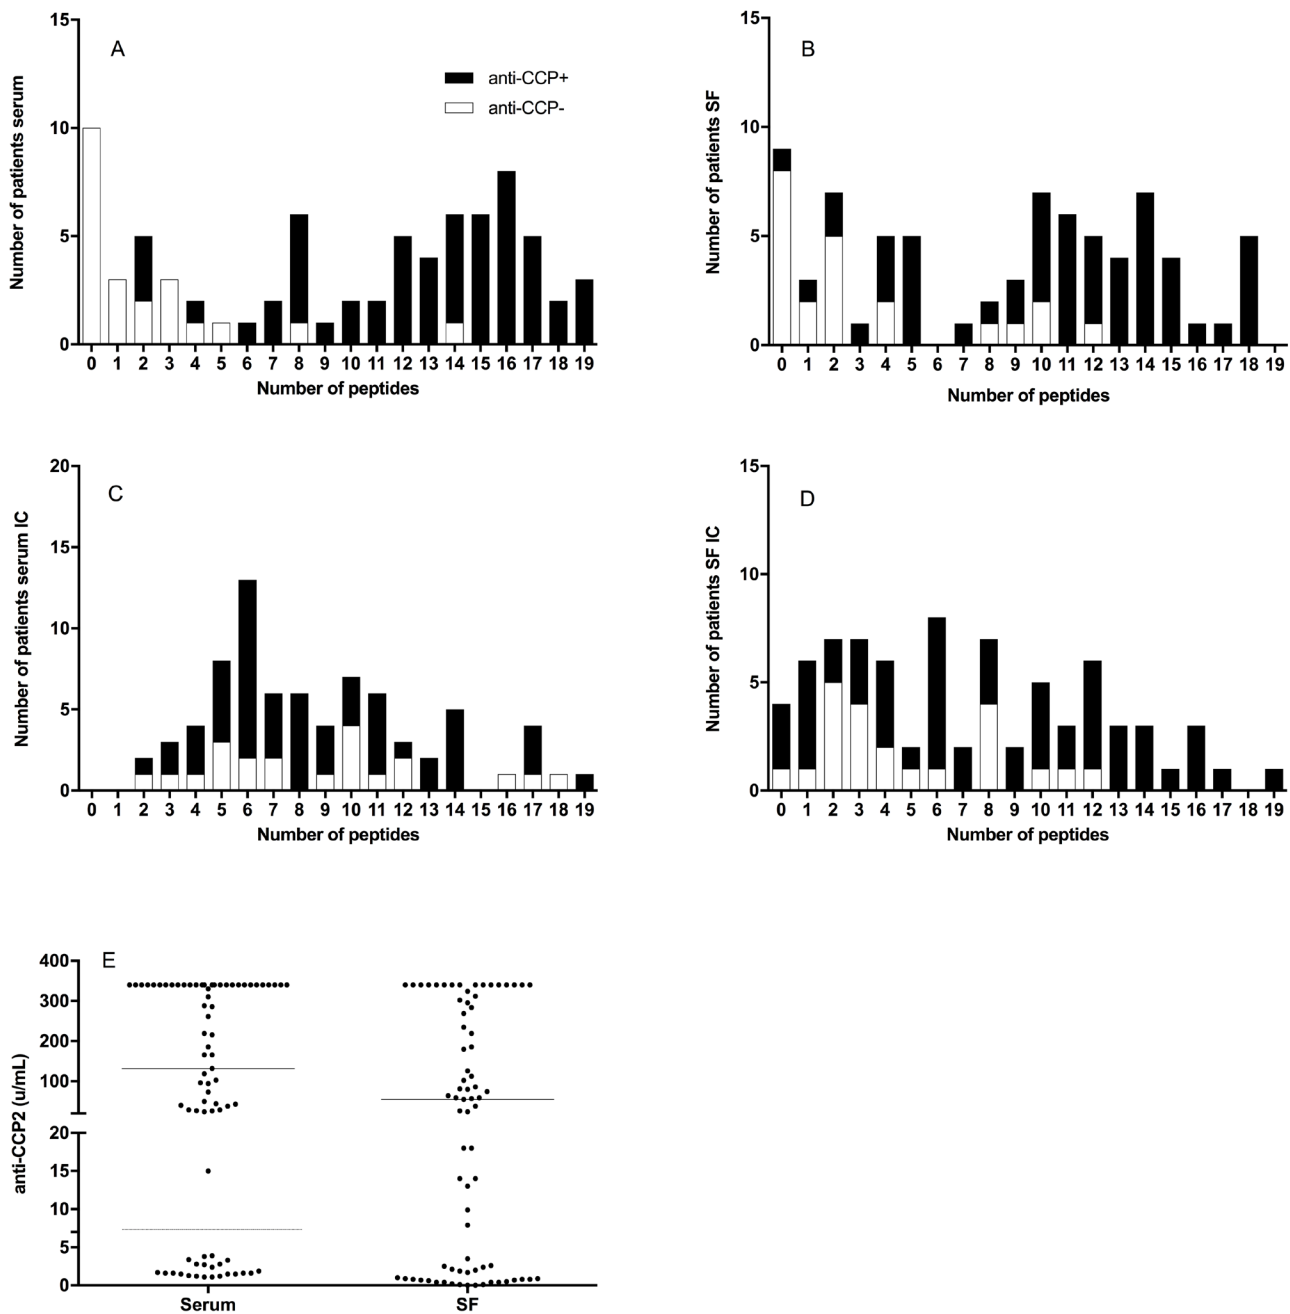 A
15
10
5
0
Number of patients serum
anti-CCP+
anti-CCP-
0 1 2 3 4 5 6 7 8 9 10 11 12 13 14 15 16 17 18 19
Number of peptides
B
15
10
5
0
Number of patients SF
0 1 2 3 4 5 6 7 8 9 10 11 12 13 14 15 16 17 18 19
Number of peptides
C
20
15
10
5
0
Number of patients serum IC
0 1 2 3 4 5 6 7 8 9 10 11 12 13 14 15 16 17 18 19
Number of peptides
D
15
10
5
0
Number of patients SF IC
0 1 2 3 4 5 6 7 8 9 10 11 12 13 14 15 16 17 18 19
Number of peptides
E
400
300
200
100
20
15
10
5
0
anti-CCP2 (u/mL)
Serum SF